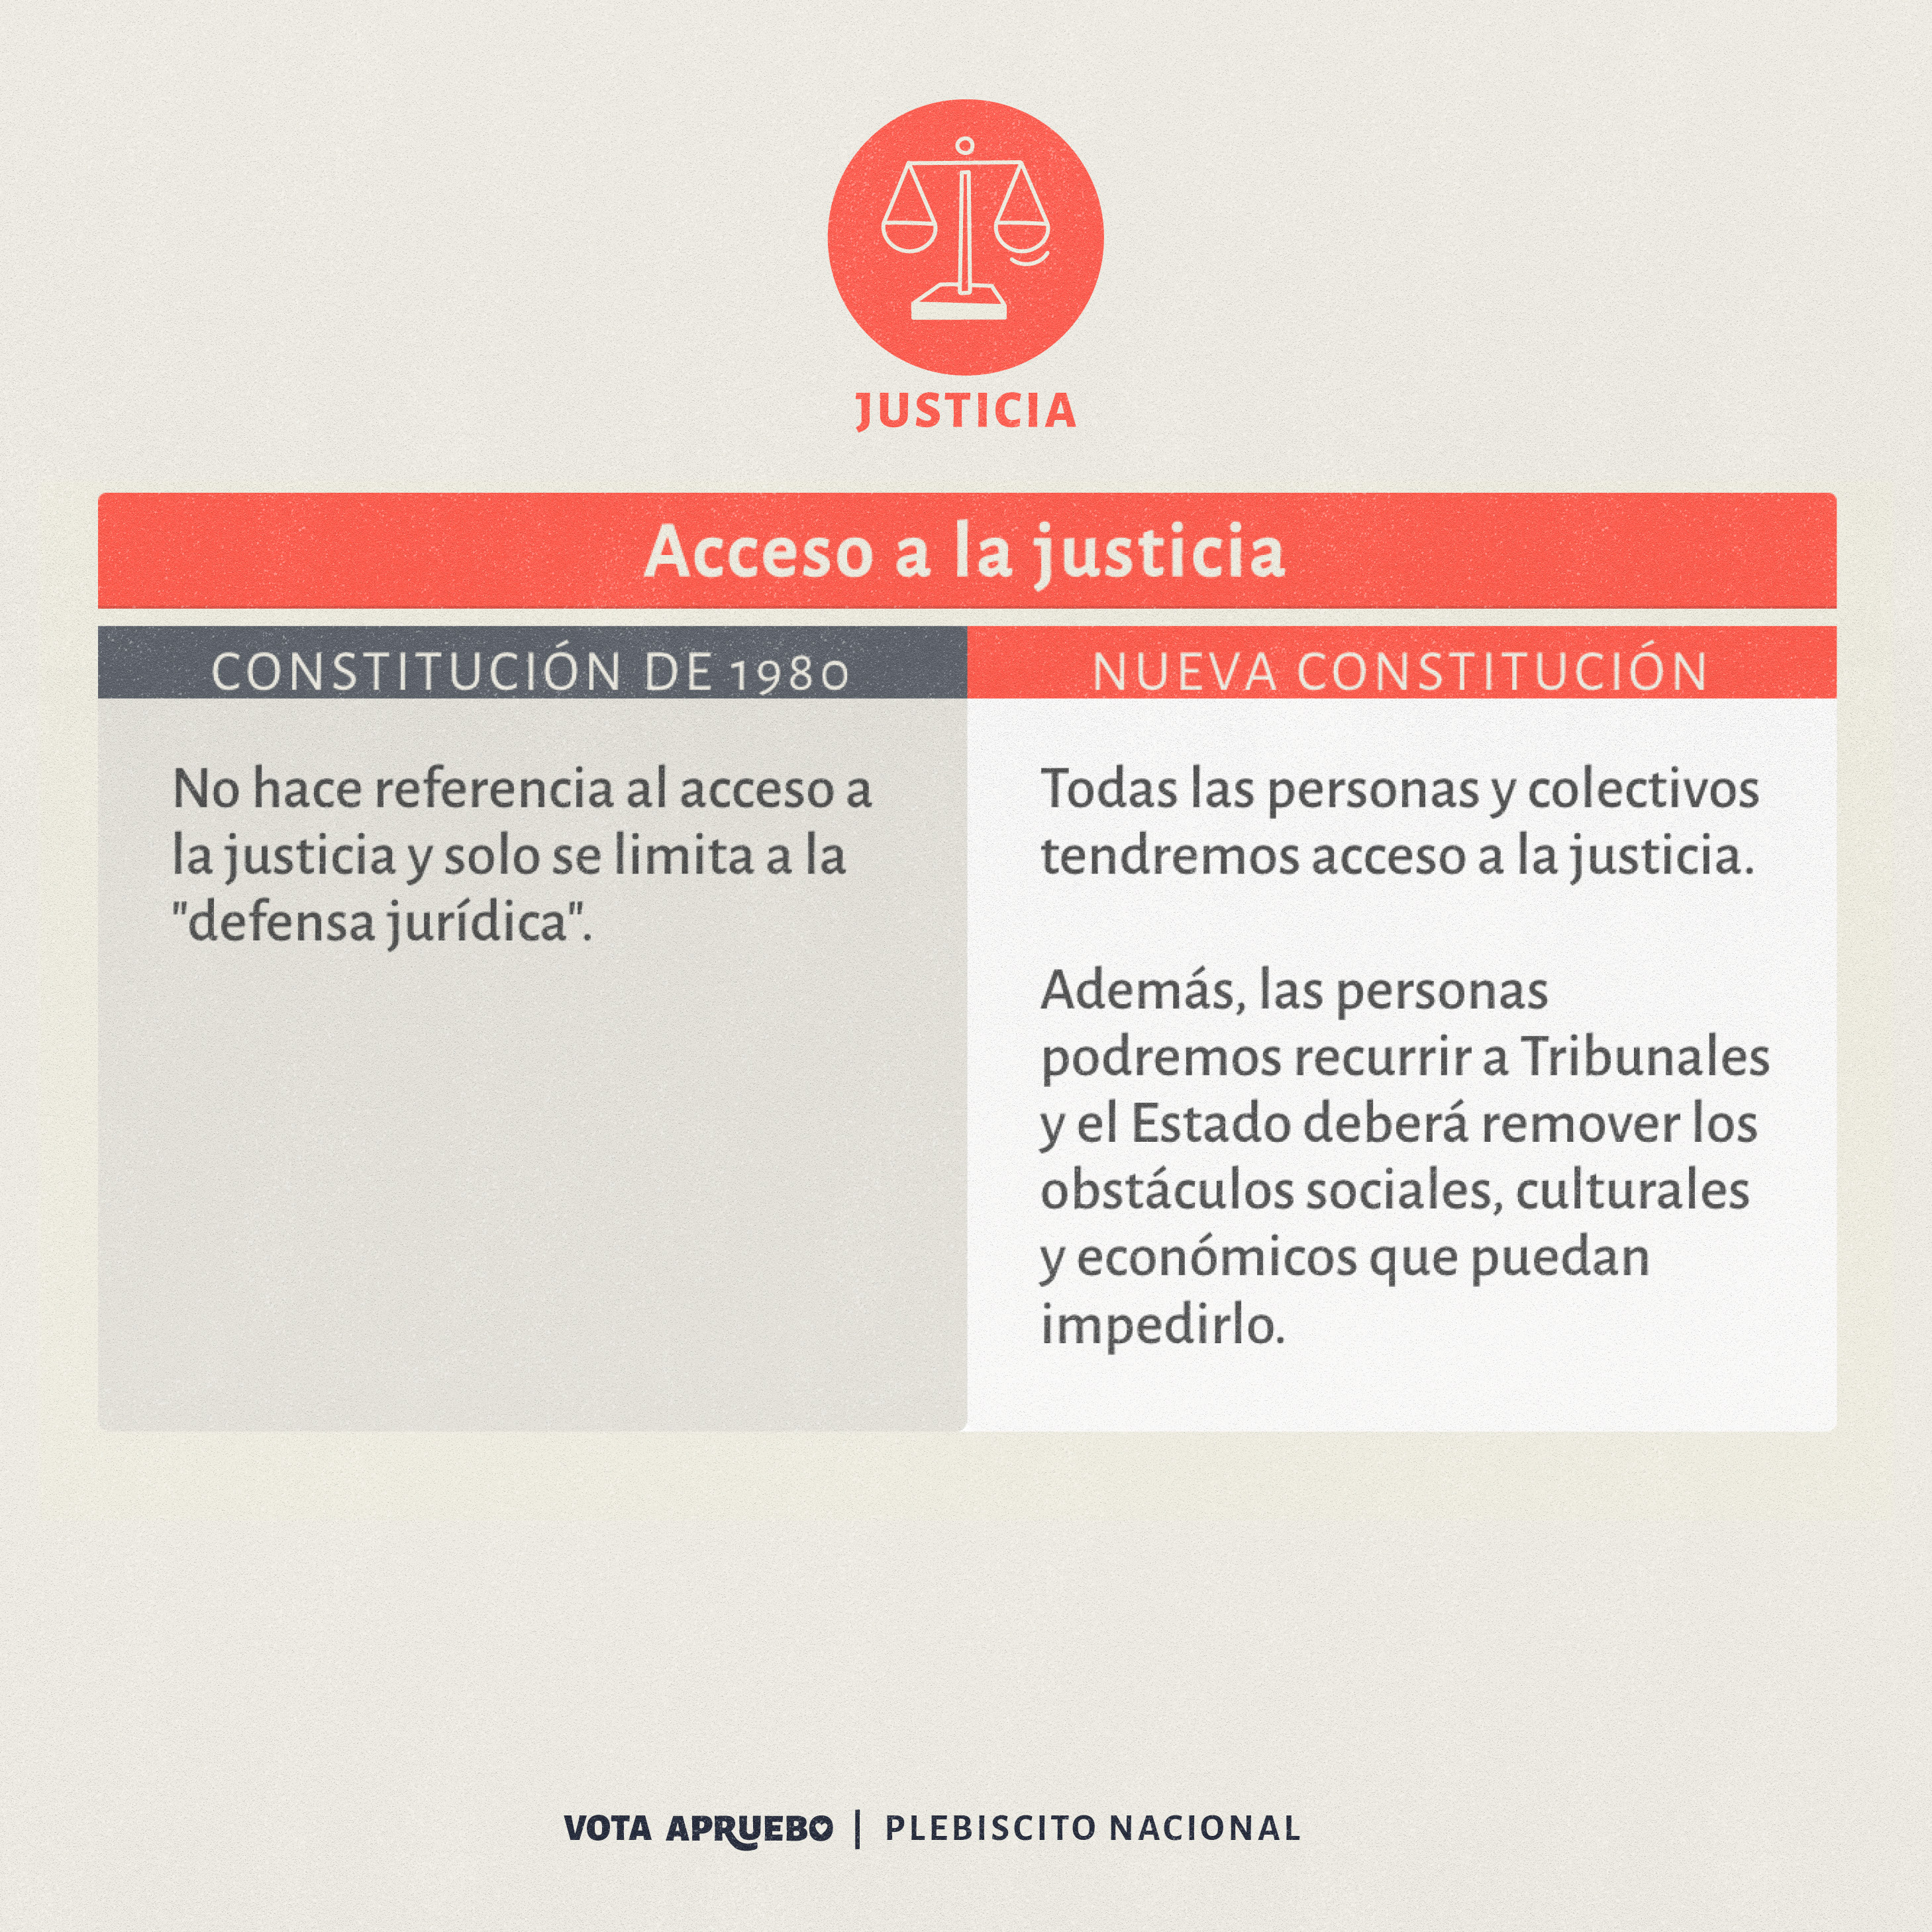 JUSTICIA
Acceso a la justicia
CONSTITUCIÓN DE 1980
No hace referencia al acceso a
la justicia y solo se limita a la
"defensa jurídica".
NUEVA CONSTITUCIÓN
Todas las personas y colectivos
tendremos acceso a la justicia.
Además, las personas
podremos recurrir a Tribunales
y el Estado deberá remover los
obstáculos sociales, culturales
y económicos que puedan
impedirlo.
VOTA APRUEBO | PLEBISCITO NACIONAL